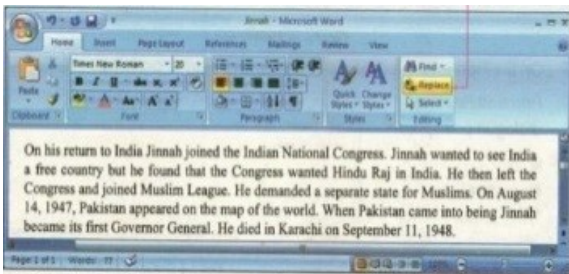 Jinnah - Microsoft Word
Home Insert Page Layout References Mailings Review View
Times New Roman 20 Find
Replace
Paste Quick Styles Change Styles Select
Clipboard Font Paragraph Styles Editing
On his return to India Jinnah joined the Indian National Congress. Jinnah wanted to see India
a free country but he found that the Congress wanted Hindu Raj in India. He then left the
Congress and joined Muslim League. He demanded a separate state for Muslims. On August
14, 1947, Pakistan appeared on the map of the world. When Pakistan came into being Jinnah
became its first Governor General. He died in Karachi on September 11, 1948.
Page: 1 of 1 Words: 77